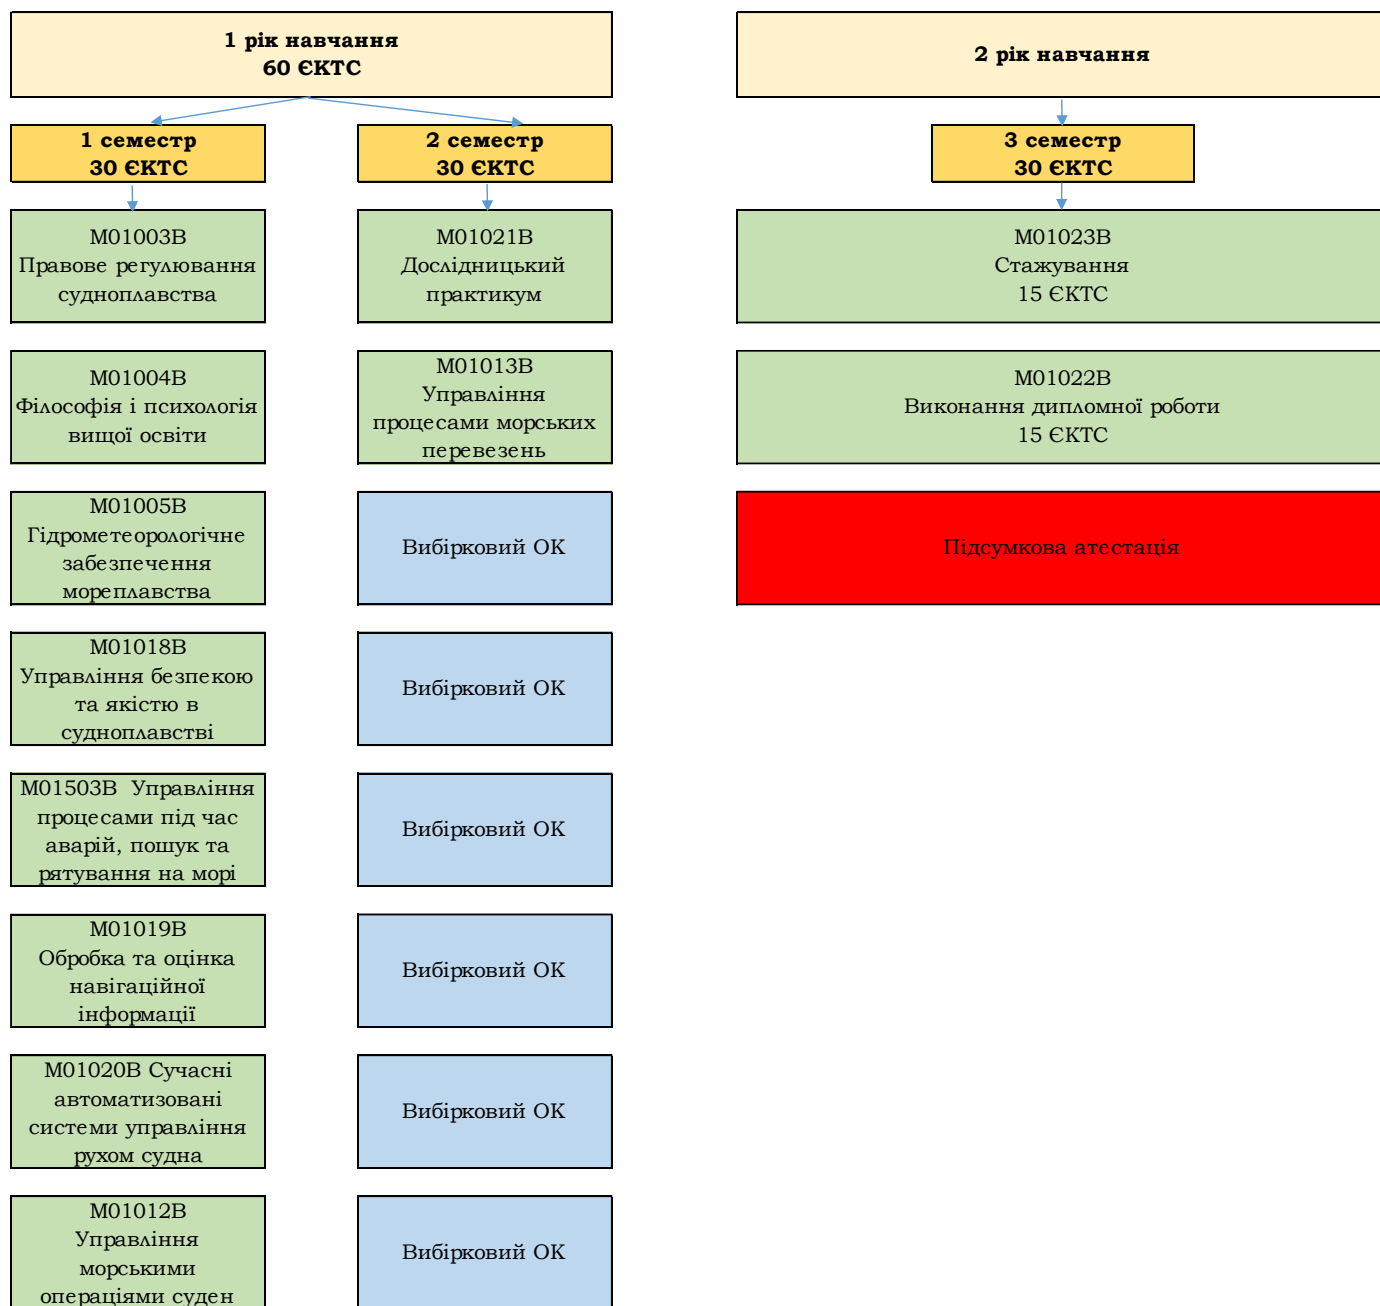 1 рік навчання
60 ЄКТС
2 рік навчання
1 семестр
30 ЄКТС
2 семестр
30 ЄКТС
3 семестр
30 ЄКТС
М01003В
Правове регулювання
судноплавства
М01021В
Дослідницький
практикум
М01023В
Стажування
15 ЄКТС
М01004В
Філософія і психологія
вищої освіти
М01013В
Управління
процесами морських
перевезень
М01022В
Виконання дипломної роботи
15 ЄКТС
М01005В
Гідрометеорологічне
забезпечення
мореплавства
Вибірковий ОК
Підсумкова атестація
М01018В
Управління безпекою
та якістю в
судноплавстві
Вибірковий ОК
М01503В  Управління
процесами під час
аварій, пошук та
рятування на морі
Вибірковий ОК
М01019В
Обробка та оцінка
навігаційної
інформації
Вибірковий ОК
М01020В Сучасні
автоматизовані
системи управління
рухом судна
Вибірковий ОК
М01012В
Управління
морськими
операціями суден
Вибірковий ОК